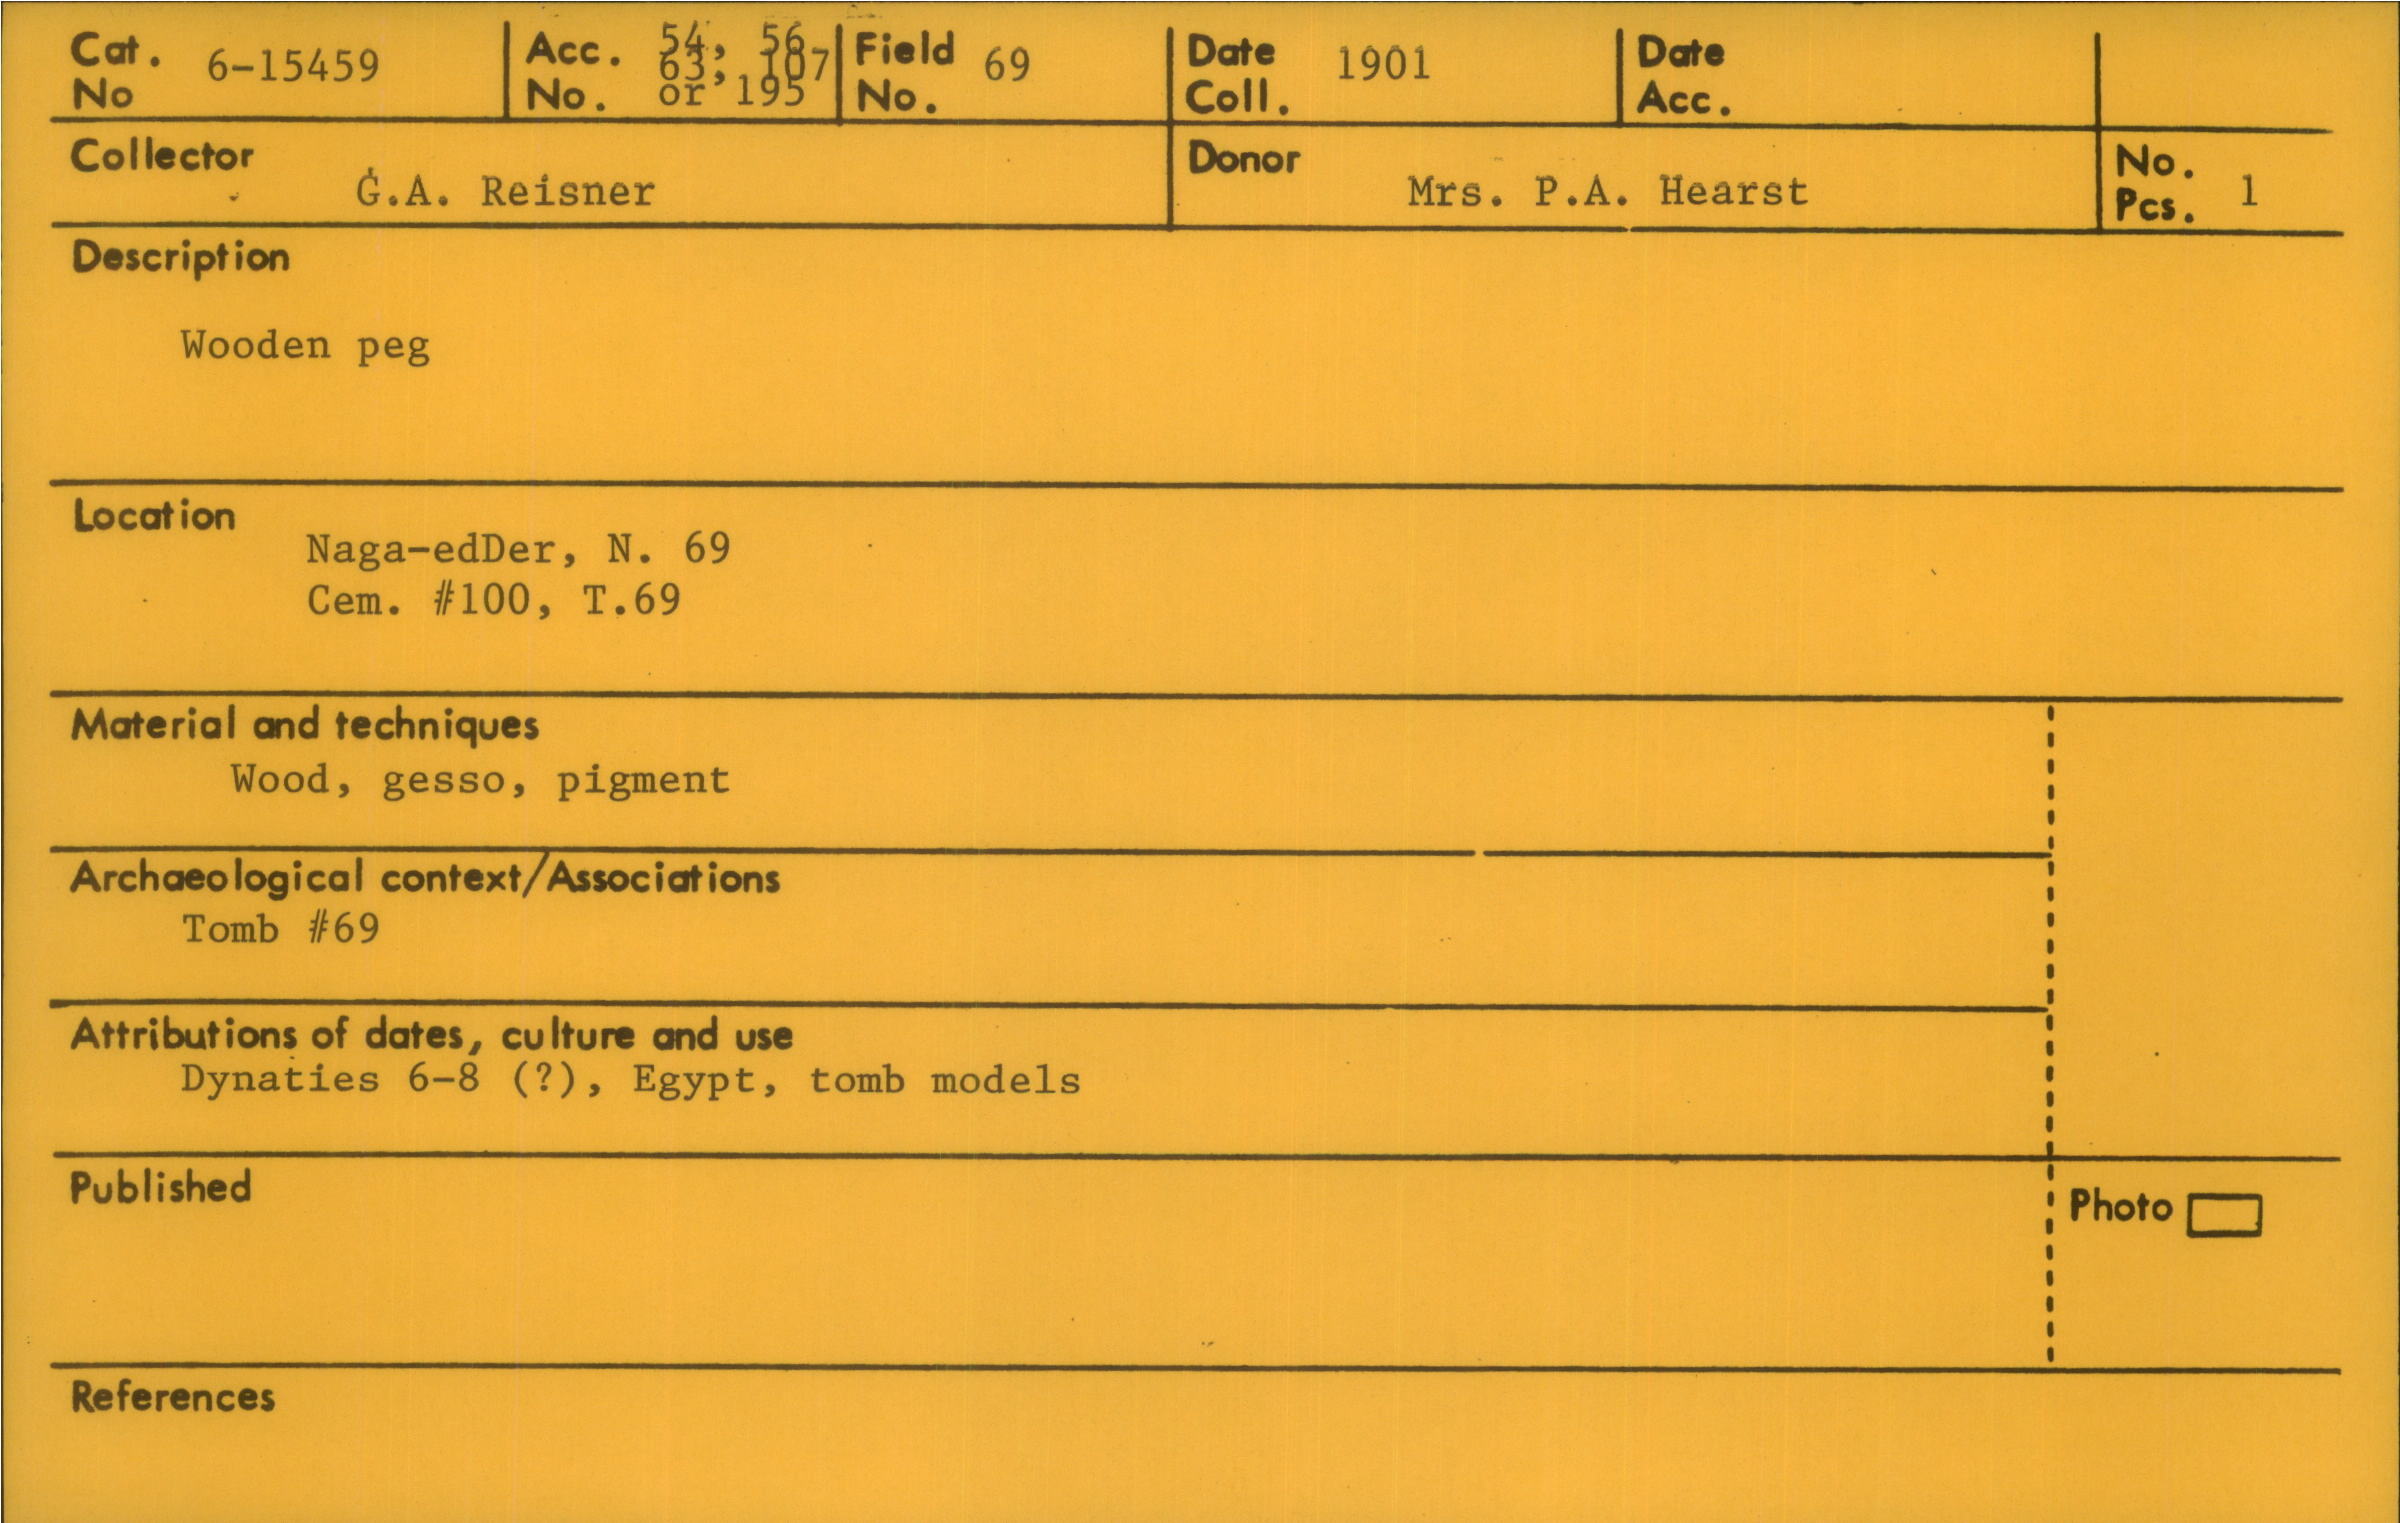 Cat. No 6-15459
Acc. No. 54, 56, 63, 107 or 195
Field No. 69
Date Coll. 1901
Date Acc.
Collector
G.A. Reisner
Donor
Mrs. P.A. Hearst
No. Pcs. 1
Description
Wooden peg
Location
Naga-edDer, N. 69
Cem. #100, T.69
Material and techniques
Wood, gesso, pigment
Archaeological context/Associations
Tomb #69
Attributions of dates, culture and use
Dynaties 6-8 (?), Egypt, tomb models
Published
Photo
References